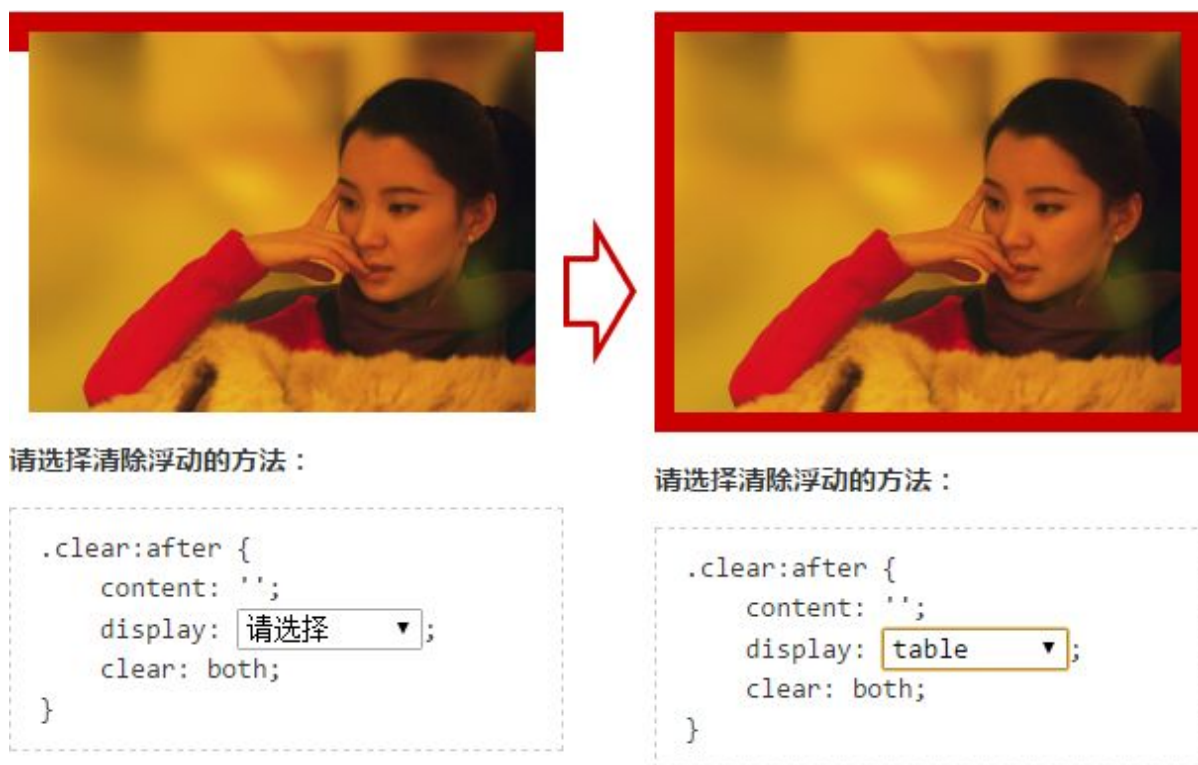 请选择清除浮动的方法：
.clear:after {
content: '';
display: 请选择 ▼;
clear: both;
}
请选择清除浮动的方法：
.clear:after {
content: '';
display: table ▼;
clear: both;
}